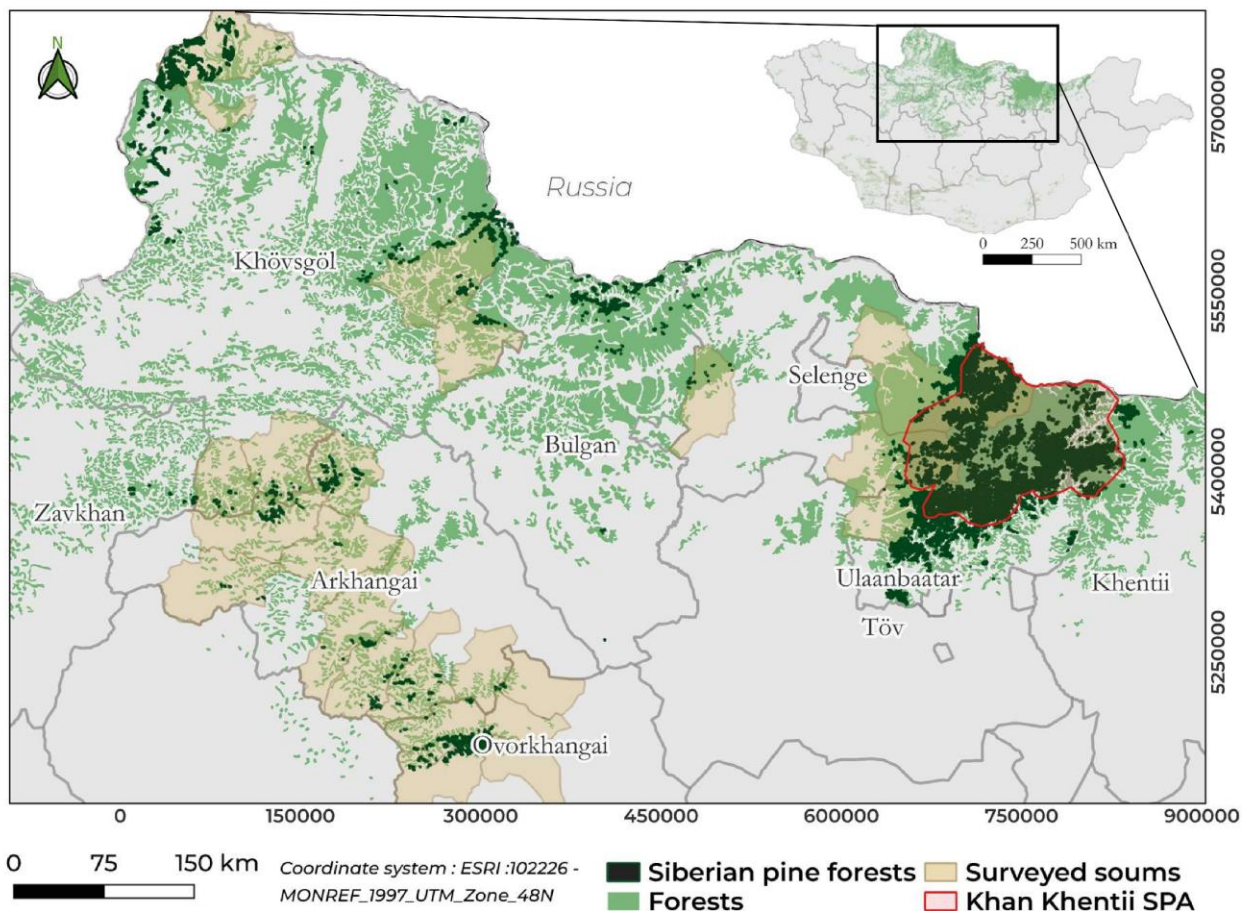 N
Russia
0 250 500 km
5700000
5550000
5400000
5250000
Khövsgöl
Selenge
Bulgan
Zavkhan
Arkhangai
Ulaanbaatar
Khentii
Töv
Ovorkhangai
0 150000 300000 450000 600000 750000 900000
0 75 150 km
Coordinate system : ESRI :102226 -
MONREF_1997_UTM_Zone_48N
Siberian pine forests
Forests
Surveyed soums
Khan Khentii SPA